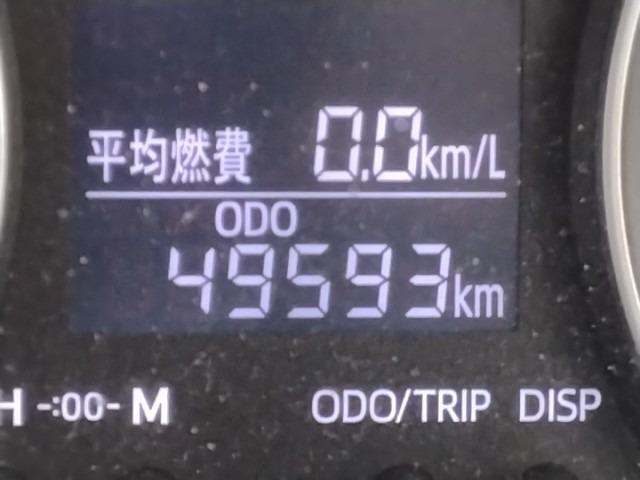 平均燃費 0.0km/L
ODO
49593km
H -:00- M ODO/TRIP DISP